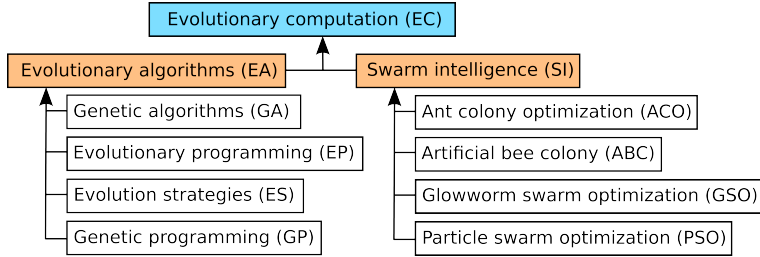 Evolutionary computation (EC)
Evolutionary algorithms (EA)
Genetic algorithms (GA)
Evolutionary programming (EP)
Evolution strategies (ES)
Genetic programming (GP)
Swarm intelligence (SI)
Ant colony optimization (ACO)
Artificial bee colony (ABC)
Glowworm swarm optimization (GSO)
Particle swarm optimization (PSO)